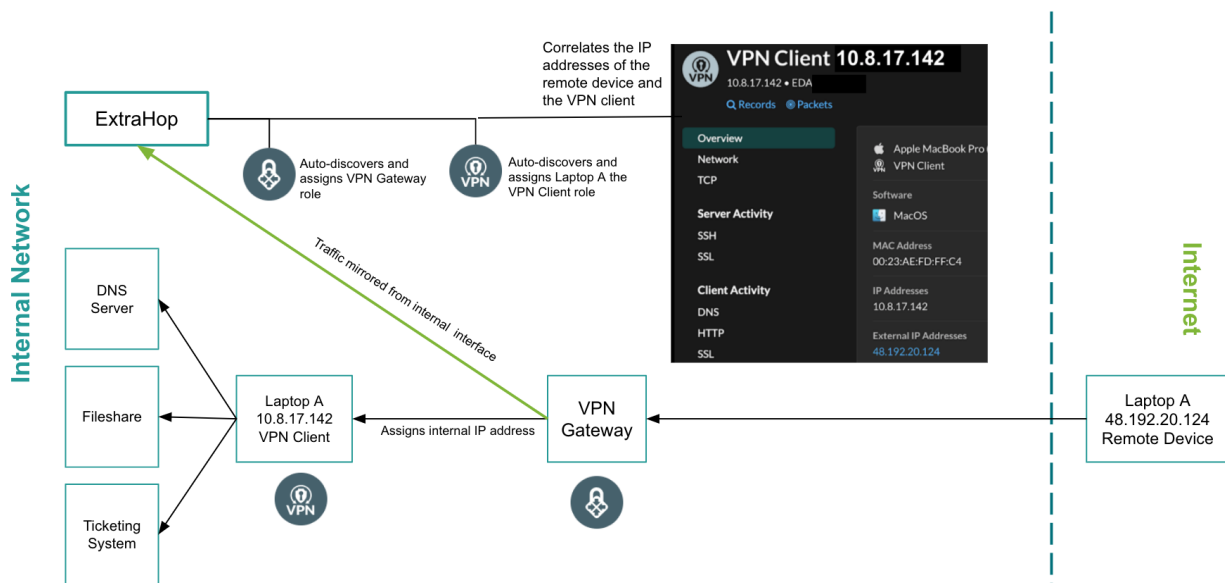 Internal Network
ExtraHop
Auto-discovers and
assigns VPN Gateway
role
VPN
Auto-discovers and
assigns Laptop A the
VPN Client role
Correlates the IP
addresses of the
remote device and
the VPN client
VPN
VPN Client 10.8.17.142
10.8.17.142 • EDA
Records Packets
Overview
Network
TCP
Server Activity
SSH
SSL
Client Activity
DNS
HTTP
SSL
Apple MacBook Pro
VPN
VPN Client
Software
MacOS
MAC Address
00:23:AE:FD:FF:C4
IP Addresses
10.8.17.142
External IP Addresses
48.192.20.124
Internet
Traffic mirrored from internal interface
DNS
Server
Fileshare
Ticketing
System
Laptop A
10.8.17.142
VPN Client
VPN
Assigns internal IP address
VPN
Gateway
Laptop A
48.192.20.124
Remote Device